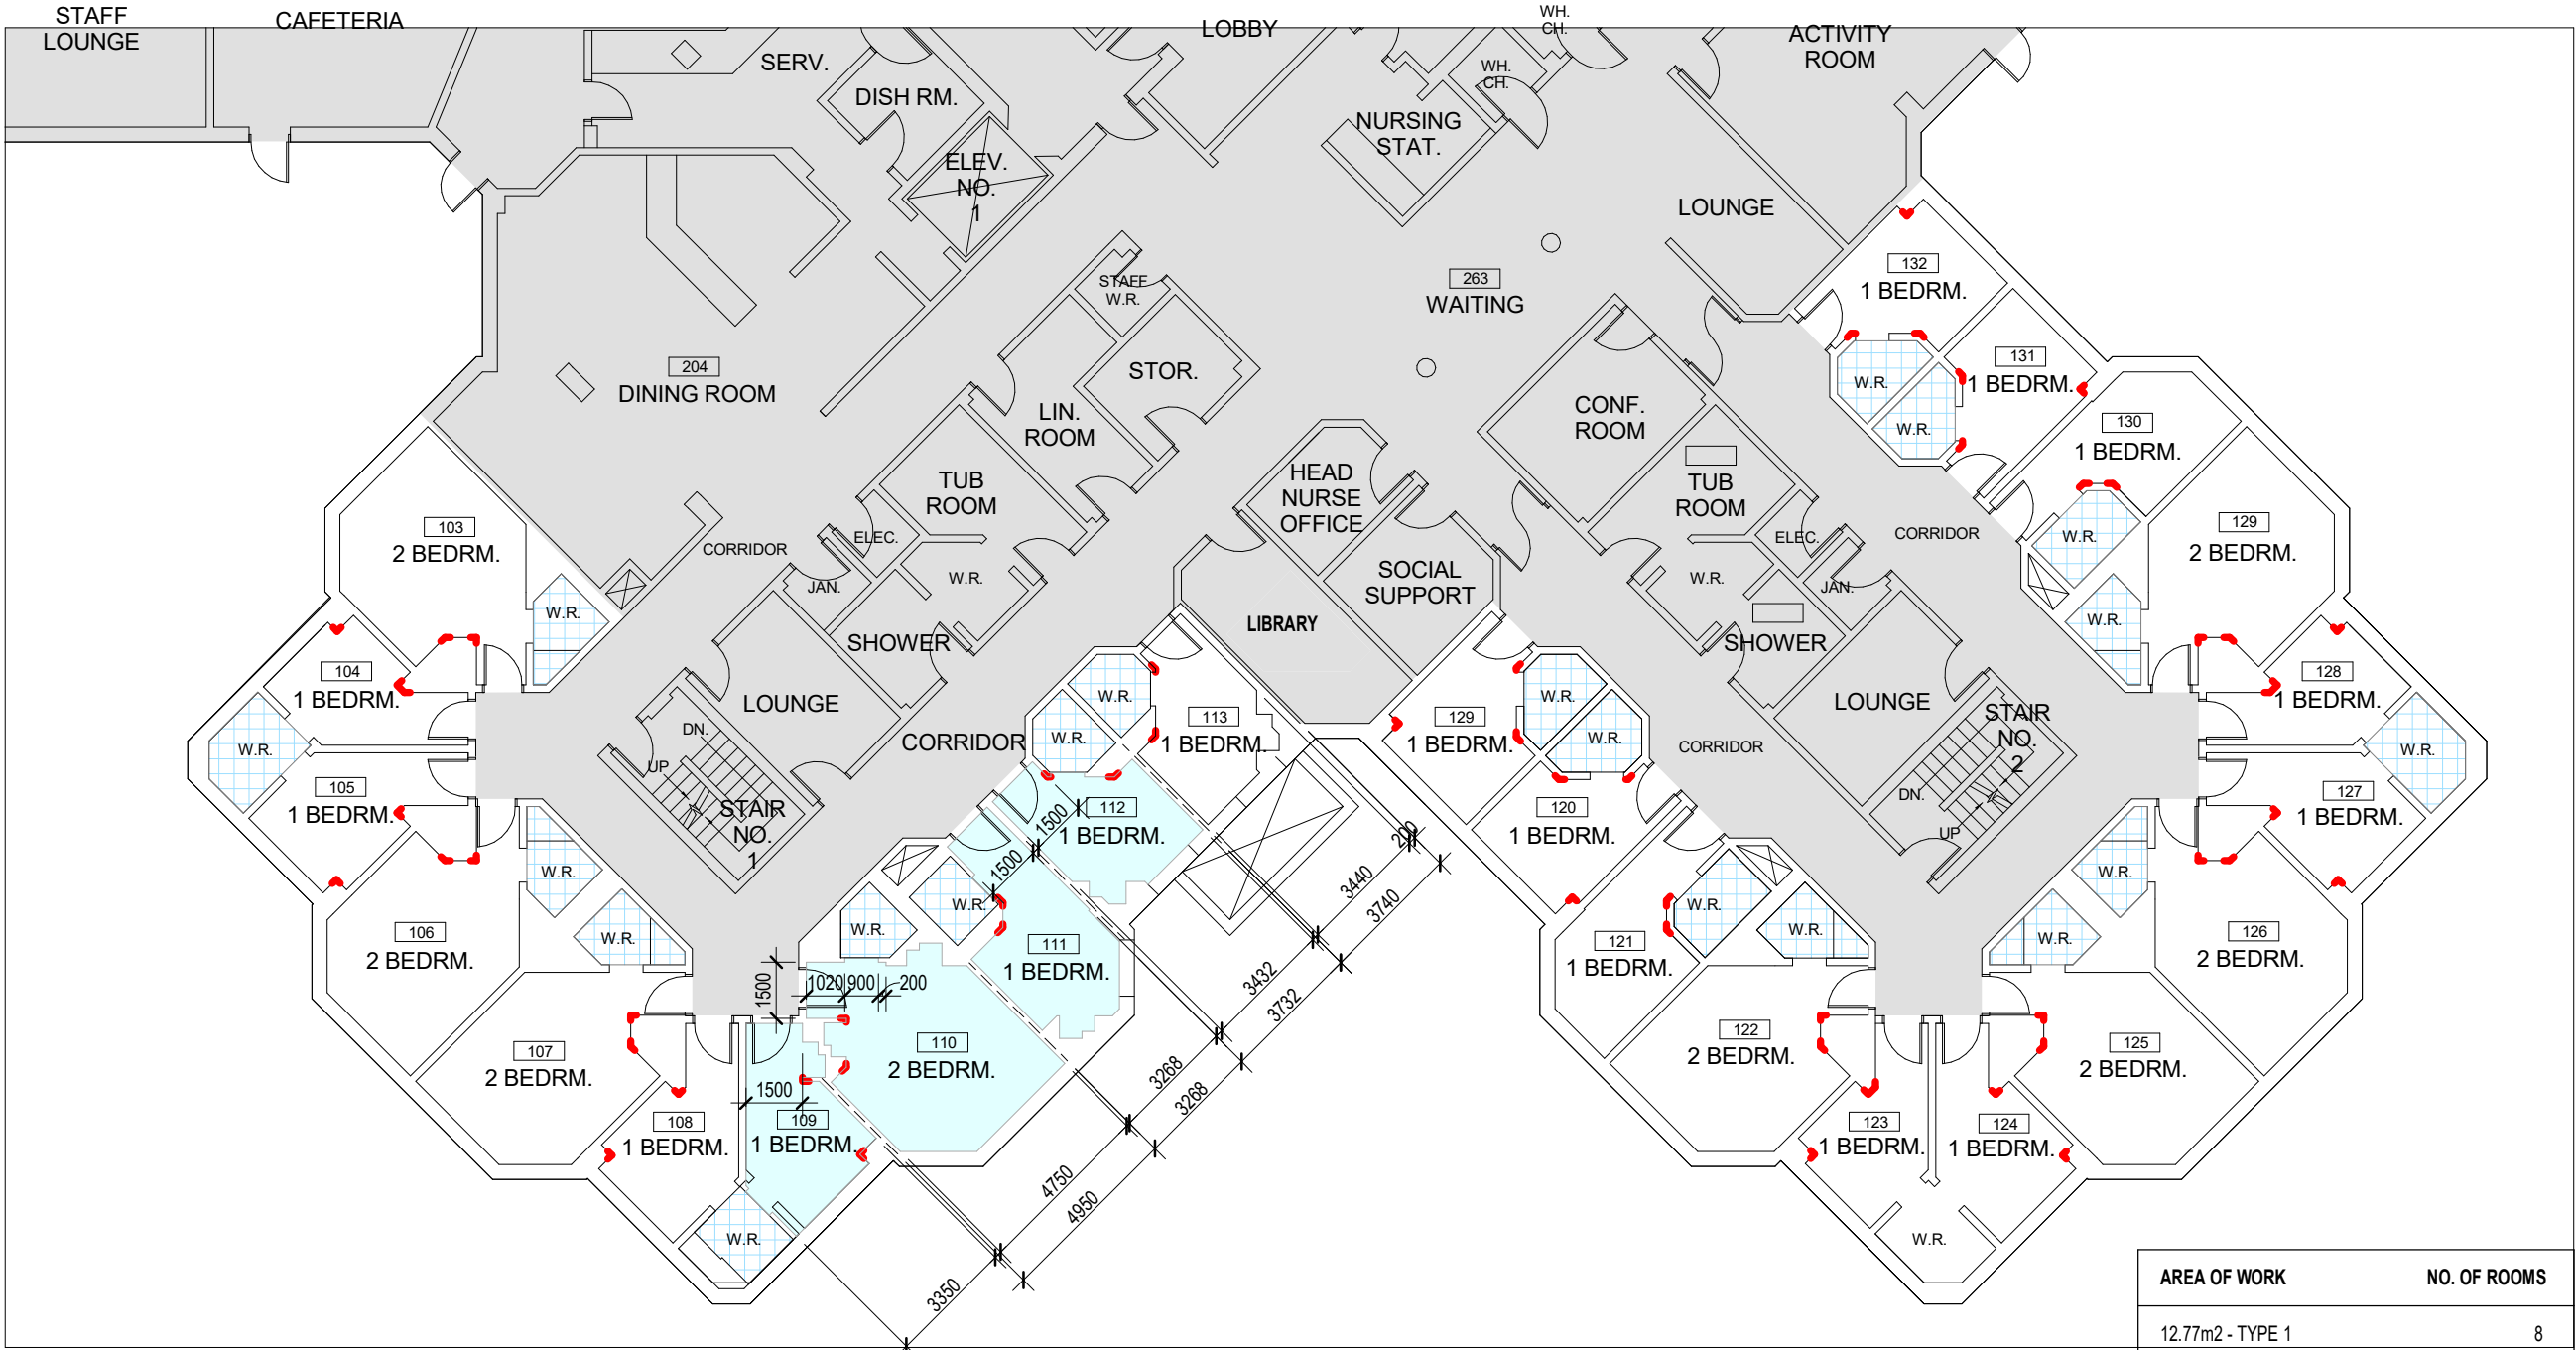 STAFF
LOUNGE
CAFETERIA
SERV.
LOBBY
WH.
CH.
ACTIVITY
ROOM
WH.
CH.
DISH RM.
NURSING
STAT.
ELEV.
NO.
1
LOUNGE
STAFF
W.R.
263
WAITING
132
1 BEDRM.
204
DINING ROOM
STOR.
131
1 BEDRM.
W.R.
W.R.
LIN.
ROOM
CONF.
ROOM
130
1 BEDRM.
HEAD
NURSE
OFFICE
TUB
ROOM
TUB
ROOM
103
2 BEDRM.
129
2 BEDRM.
CORRIDOR
ELEC.
JAN.
W.R.
SOCIAL
SUPPORT
W.R.
ELEC.
JAN.
CORRIDOR
W.R.
W.R.
W.R.
LIBRARY
SHOWER
SHOWER
104
1 BEDRM.
128
1 BEDRM.
LOUNGE
LOUNGE
W.R.
113
1 BEDRM.
129
1 BEDRM.
W.R.
W.R.
W.R.
CORRIDOR
CORRIDOR
STAIR
NO.
2
DN.
UP
W.R.
W.R.
105
1 BEDRM.
STAIR
NO.
1
DN.
UP
112
1 BEDRM.
1500
1500
120
1 BEDRM.
127
1 BEDRM.
W.R.
W.R.
W.R.
W.R.
W.R.
W.R.
W.R.
W.R.
W.R.
200
3440
3740
106
2 BEDRM.
111
1 BEDRM.
121
1 BEDRM.
126
2 BEDRM.
1500
1020
900
200
3432
3732
107
2 BEDRM.
110
2 BEDRM.
122
2 BEDRM.
125
2 BEDRM.
3268
3268
1500
108
1 BEDRM.
109
1 BEDRM.
123
1 BEDRM.
124
1 BEDRM.
4750
4950
W.R.
W.R.
3350
DN.
UP
AREA OF WORK NO. OF ROOMS
12.77m2 - TYPE 1 8